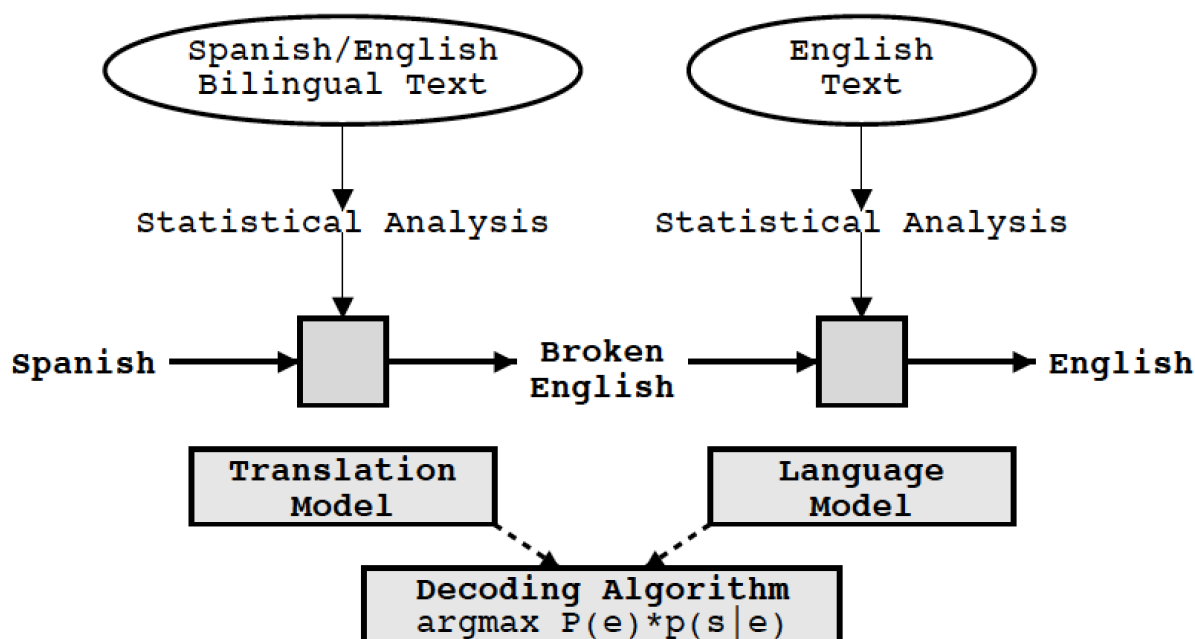 Spanish/English
Bilingual Text
English
Text
Statistical Analysis
Statistical Analysis
Spanish
Broken
English
English
Translation
Model
Language
Model
Decoding Algorithm
argmax P(e)*p(s|e)